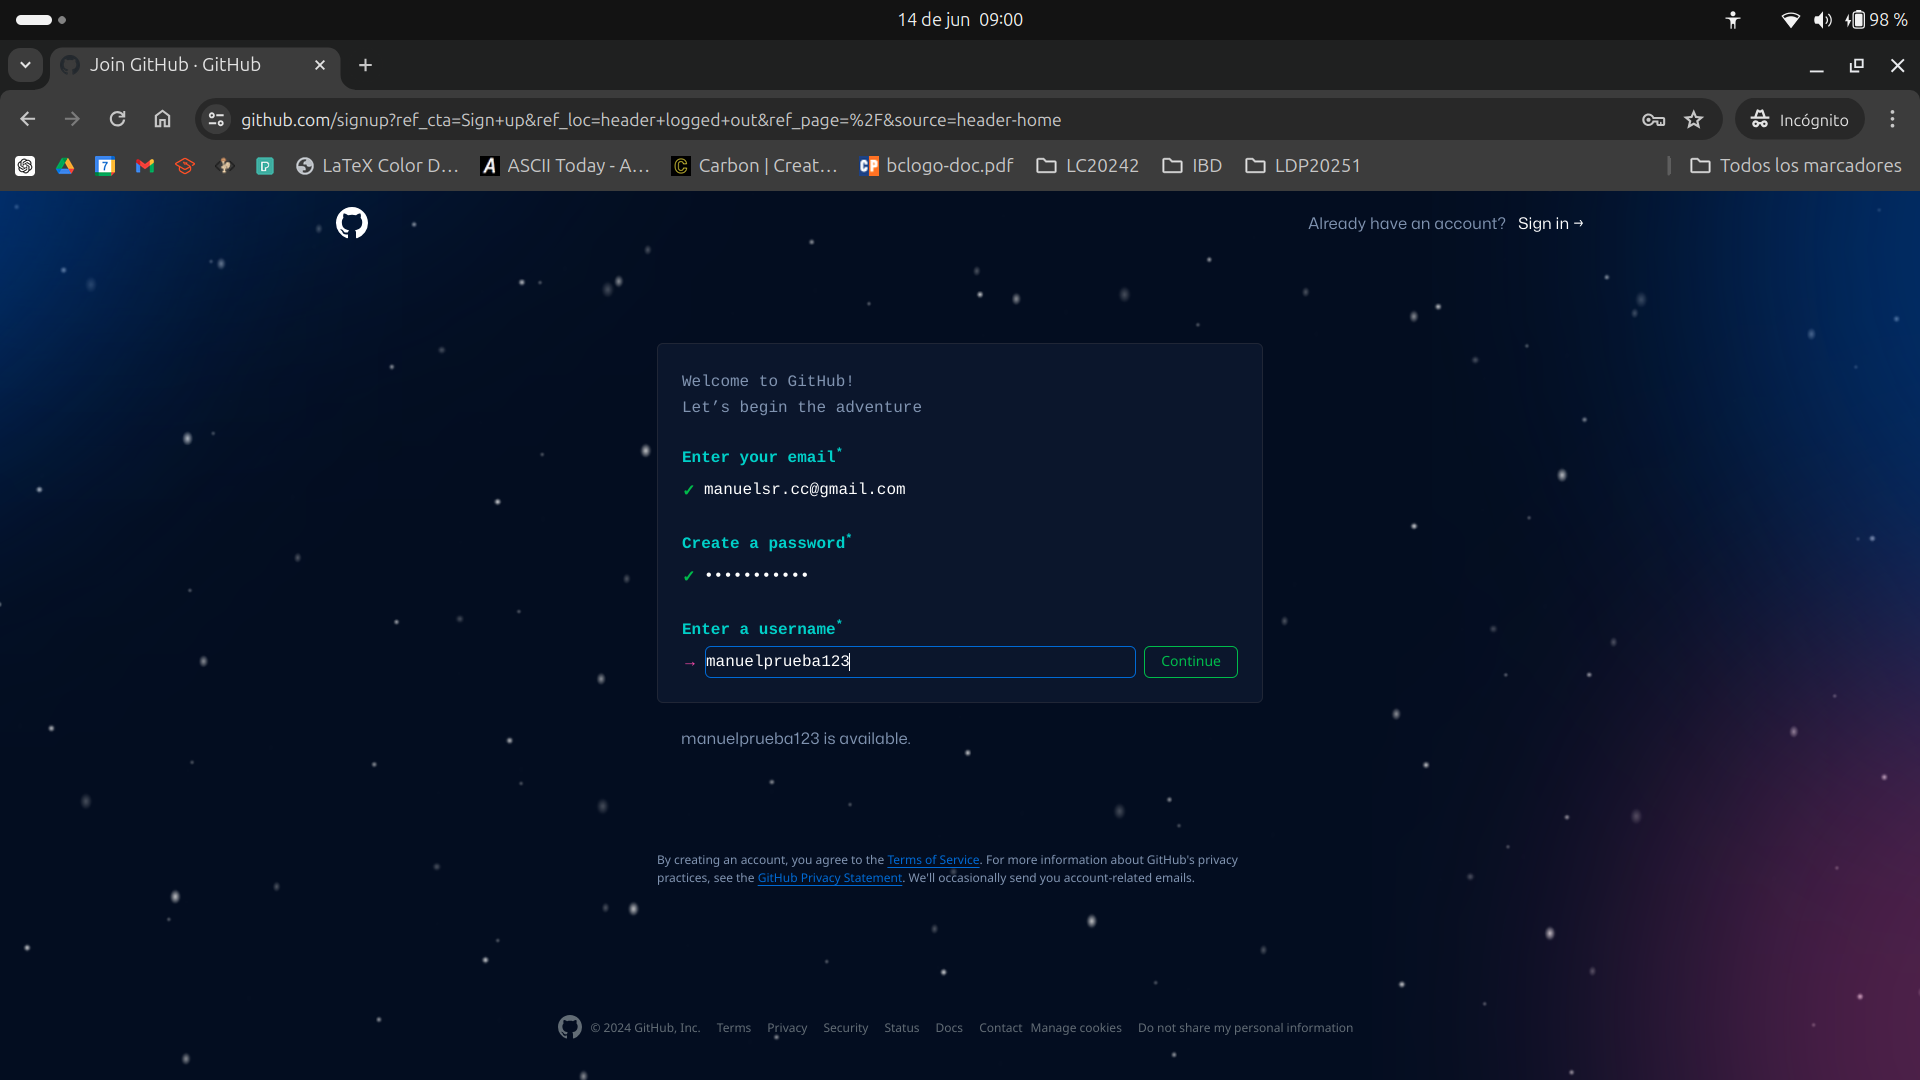 14 de jun 09:00
98 %
Join GitHub · GitHub
github.com/signup?ref_cta=Sign+up&ref_loc=header+logged+out&ref_page=%2F&source=header-home
Incógnito
7
LaTeX Color D...
A ASCII Today - A...
C Carbon | Creat...
CP bclogo-doc.pdf
LC20242
IBD
LDP20251
Todos los marcadores
Already have an account? Sign in →
Welcome to GitHub!
Let’s begin the adventure
Enter your email*
✓ manuelsr.cc@gmail.com
Create a password*
✓ •••••••••••
Enter a username*
→ manuelprueba123
Continue
manuelprueba123 is available.
By creating an account, you agree to the Terms of Service. For more information about GitHub's privacy
practices, see the GitHub Privacy Statement. We'll occasionally send you account-related emails.
© 2024 GitHub, Inc. Terms Privacy Security Status Docs Contact Manage cookies Do not share my personal information